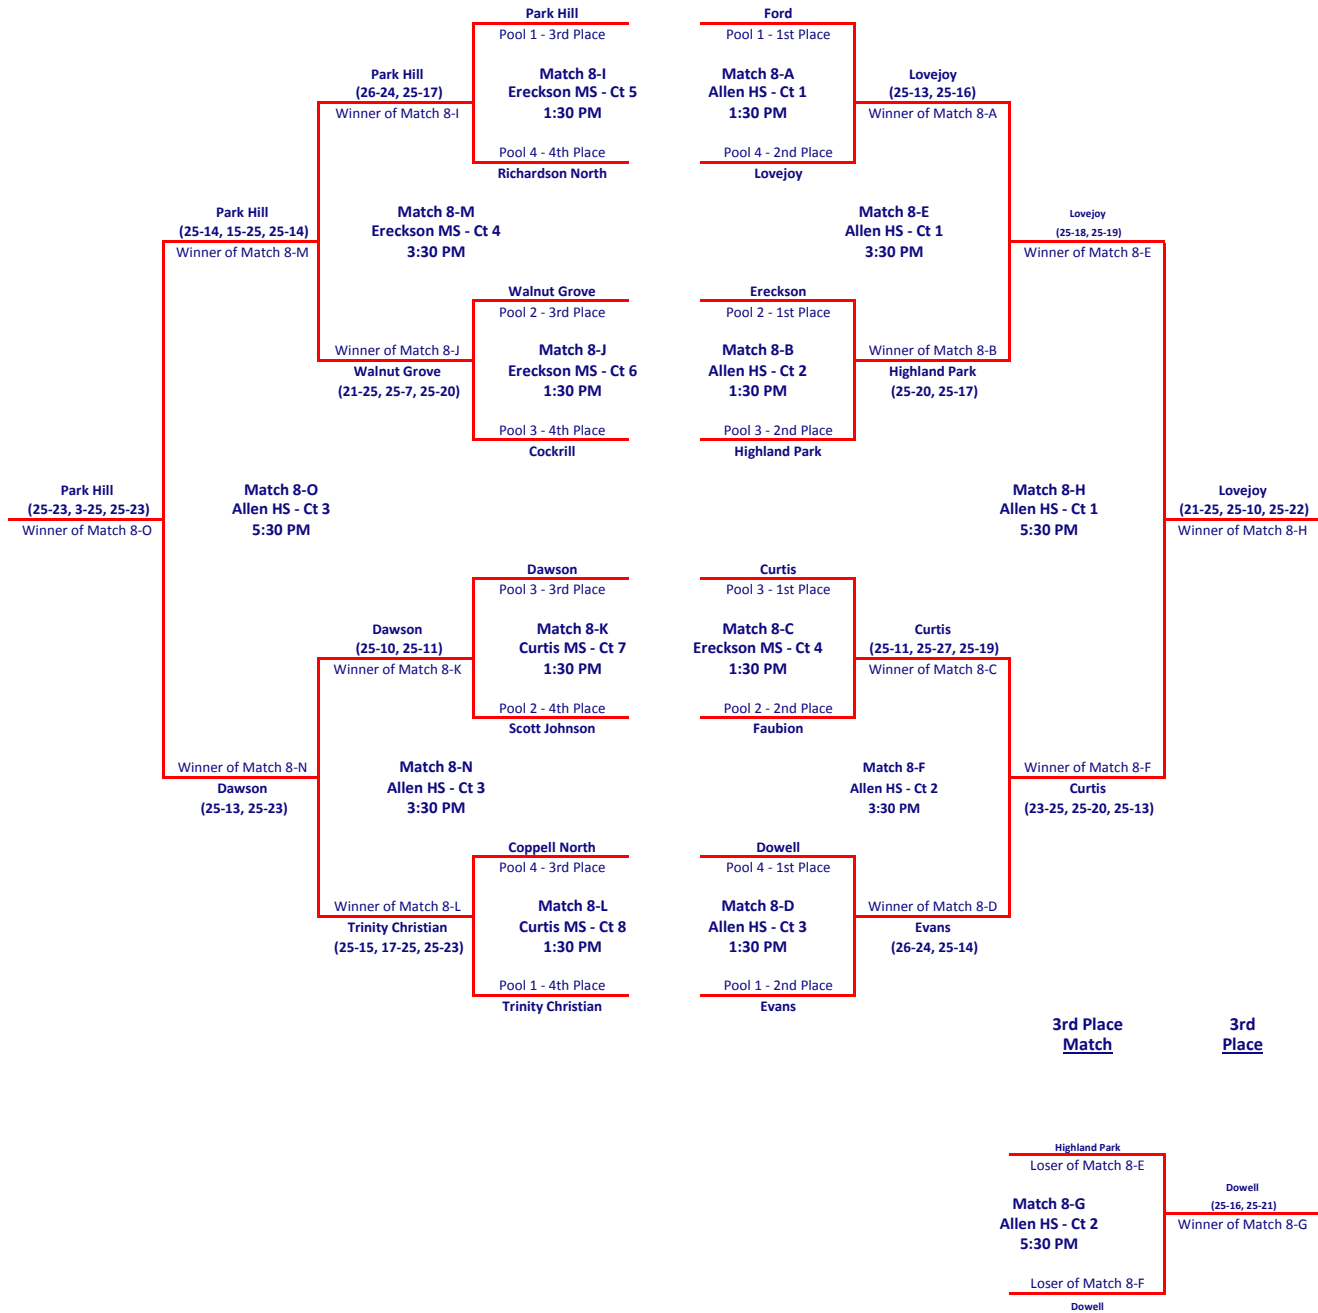 Park Hill
Pool 1 - 3rd Place
Match 8-I
Ereckson MS - Ct 5
1:30 PM
Pool 4 - 4th Place
Richardson North
Park Hill
(26-24, 25-17)
Winner of Match 8-I
Park Hill
(25-14, 15-25, 25-14)
Winner of Match 8-M
Match 8-M
Ereckson MS - Ct 4
3:30 PM
Walnut Grove
Pool 2 - 3rd Place
Match 8-J
Ereckson MS - Ct 6
1:30 PM
Pool 3 - 4th Place
Cockrill
Winner of Match 8-J
Walnut Grove
(21-25, 25-7, 25-20)
Park Hill
(25-23, 3-25, 25-23)
Winner of Match 8-O
Match 8-O
Allen HS - Ct 3
5:30 PM
Dawson
Pool 3 - 3rd Place
Match 8-K
Curtis MS - Ct 7
1:30 PM
Pool 2 - 4th Place
Scott Johnson
Dawson
(25-10, 25-11)
Winner of Match 8-K
Winner of Match 8-N
Dawson
(25-13, 25-23)
Match 8-N
Allen HS - Ct 3
3:30 PM
Coppell North
Pool 4 - 3rd Place
Match 8-L
Curtis MS - Ct 8
1:30 PM
Pool 1 - 4th Place
Trinity Christian
Winner of Match 8-L
Trinity Christian
(25-15, 17-25, 25-23)
Ford
Pool 1 - 1st Place
Match 8-A
Allen HS - Ct 1
1:30 PM
Pool 4 - 2nd Place
Lovejoy
Lovejoy
(25-13, 25-16)
Winner of Match 8-A
Match 8-E
Allen HS - Ct 1
3:30 PM
Lovejoy
(25-18, 25-19)
Winner of Match 8-E
Ereckson
Pool 2 - 1st Place
Match 8-B
Allen HS - Ct 2
1:30 PM
Pool 3 - 2nd Place
Highland Park
Winner of Match 8-B
Highland Park
(25-20, 25-17)
Match 8-H
Allen HS - Ct 1
5:30 PM
Lovejoy
(21-25, 25-10, 25-22)
Winner of Match 8-H
Curtis
Pool 3 - 1st Place
Match 8-C
Ereckson MS - Ct 4
1:30 PM
Pool 2 - 2nd Place
Faubion
Curtis
(25-11, 25-27, 25-19)
Winner of Match 8-C
Match 8-F
Allen HS - Ct 2
3:30 PM
Winner of Match 8-F
Curtis
(23-25, 25-20, 25-13)
Dowell
Pool 4 - 1st Place
Match 8-D
Allen HS - Ct 3
1:30 PM
Pool 1 - 2nd Place
Evans
Winner of Match 8-D
Evans
(26-24, 25-14)
3rd Place
Match
3rd
Place
Highland Park
Loser of Match 8-E
Match 8-G
Allen HS - Ct 2
5:30 PM
Loser of Match 8-F
Dowell
Dowell
(25-16, 25-21)
Winner of Match 8-G